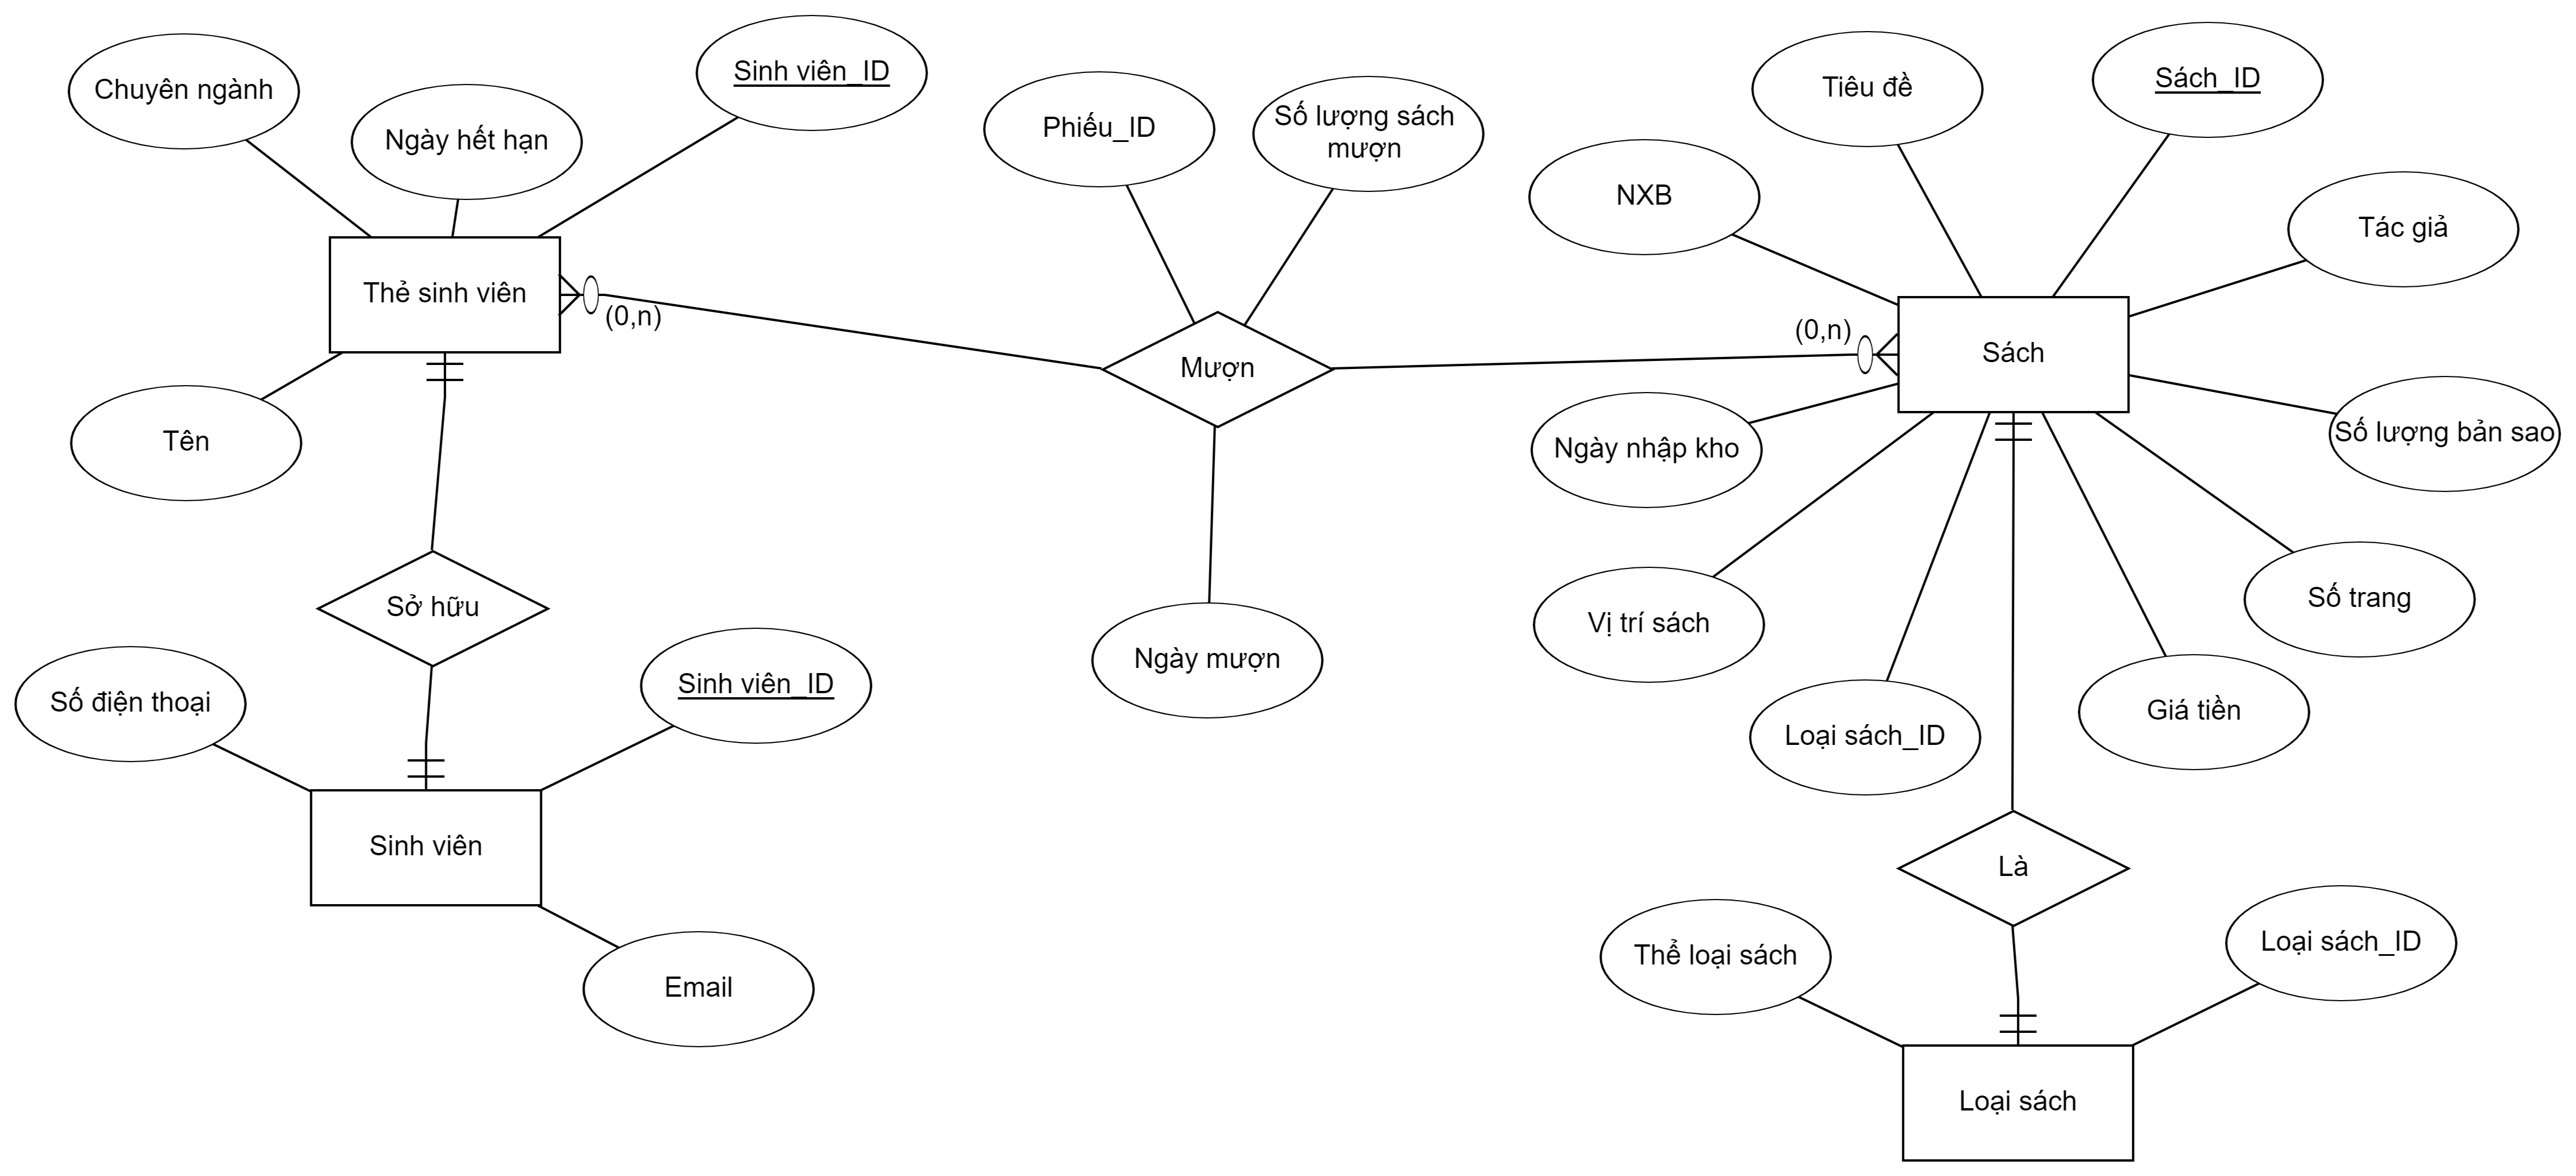 Chuyên ngành
Ngày hết hạn
Sinh viên_ID
Thẻ sinh viên
(0,n)
Tên
Phiếu_ID
Số lượng sách
mượn
Mượn
Ngày mượn
Sở hữu
Số điện thoại
Sinh viên_ID
Sinh viên
Email
Tiêu đề
Sách_ID
NXB
Tác giả
(0,n)
Sách
Ngày nhập kho
Số lượng bản sao
Vị trí sách
Số trang
Loại sách_ID
Giá tiền
Là
Thể loại sách
Loại sách_ID
Loại sách